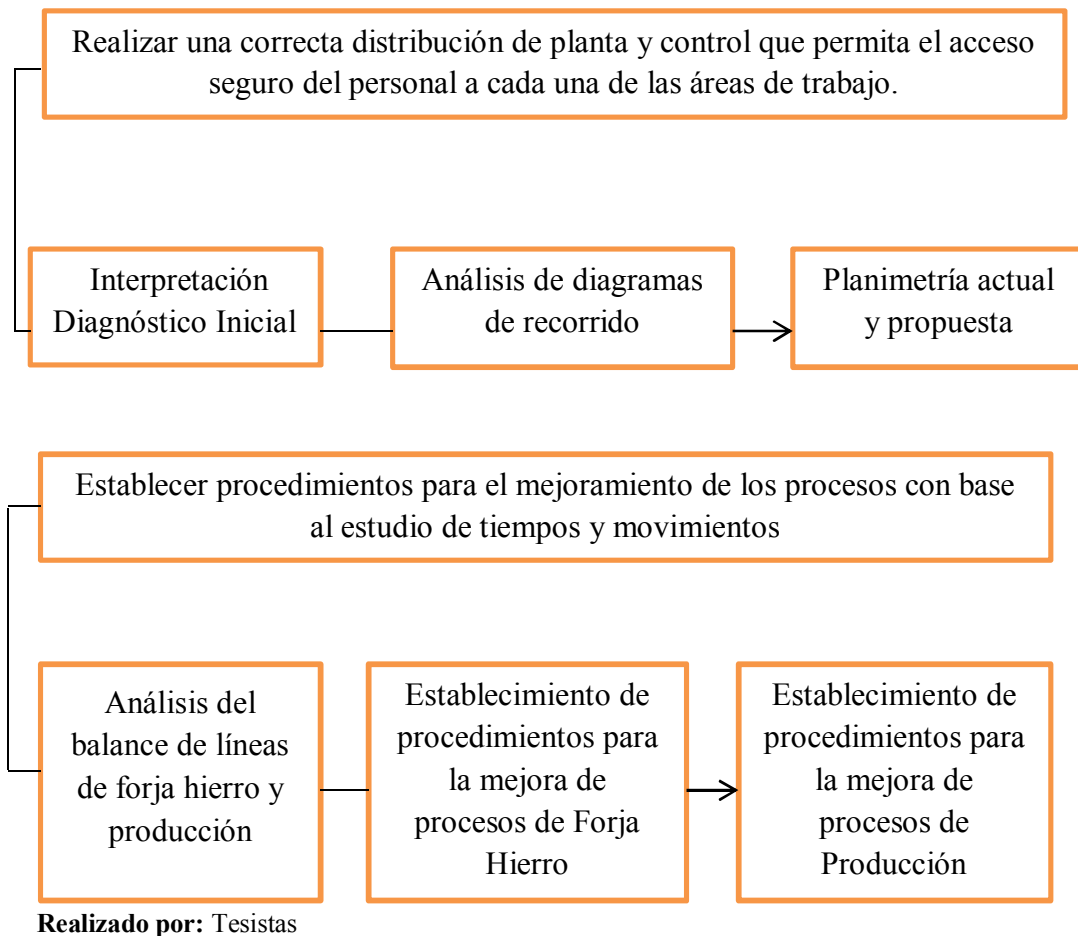 Realizar una correcta distribución de planta y control que permita el acceso
seguro del personal a cada una de las áreas de trabajo.
Interpretación
Diagnóstico Inicial
Análisis de diagramas
de recorrido
Planimetría actual
y propuesta
Establecer procedimientos para el mejoramiento de los procesos con base
al estudio de tiempos y movimientos
Análisis del
balance de líneas
de forja hierro y
producción
Establecimiento de
procedimientos para
la mejora de
procesos de Forja
Hierro
Establecimiento de
procedimientos para
la mejora de
procesos de
Producción
Realizado por: Tesistas